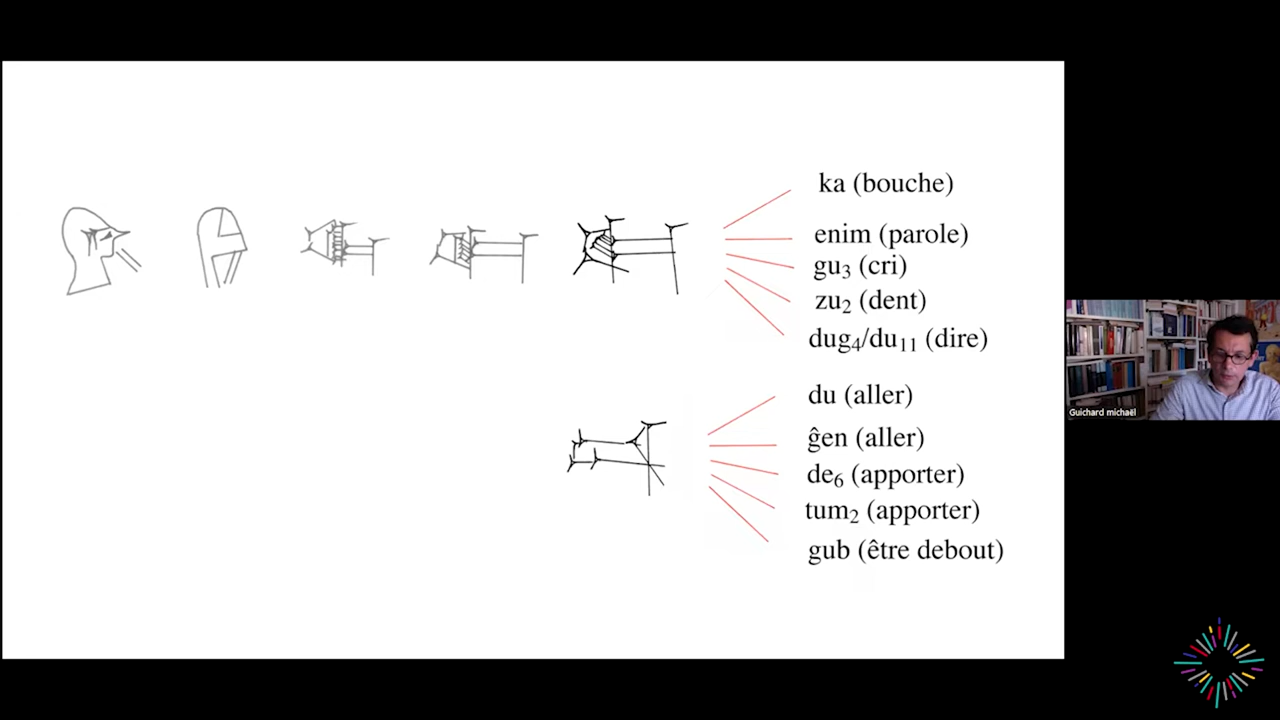 ka (bouche)
enim (parole)
gu₃ (cri)
zu₂ (dent)
dug₄/du₁₁ (dire)
du (aller)
ĝen (aller)
de₆ (apporter)
tum₂ (apporter)
gub (être debout)
Guichard michaël